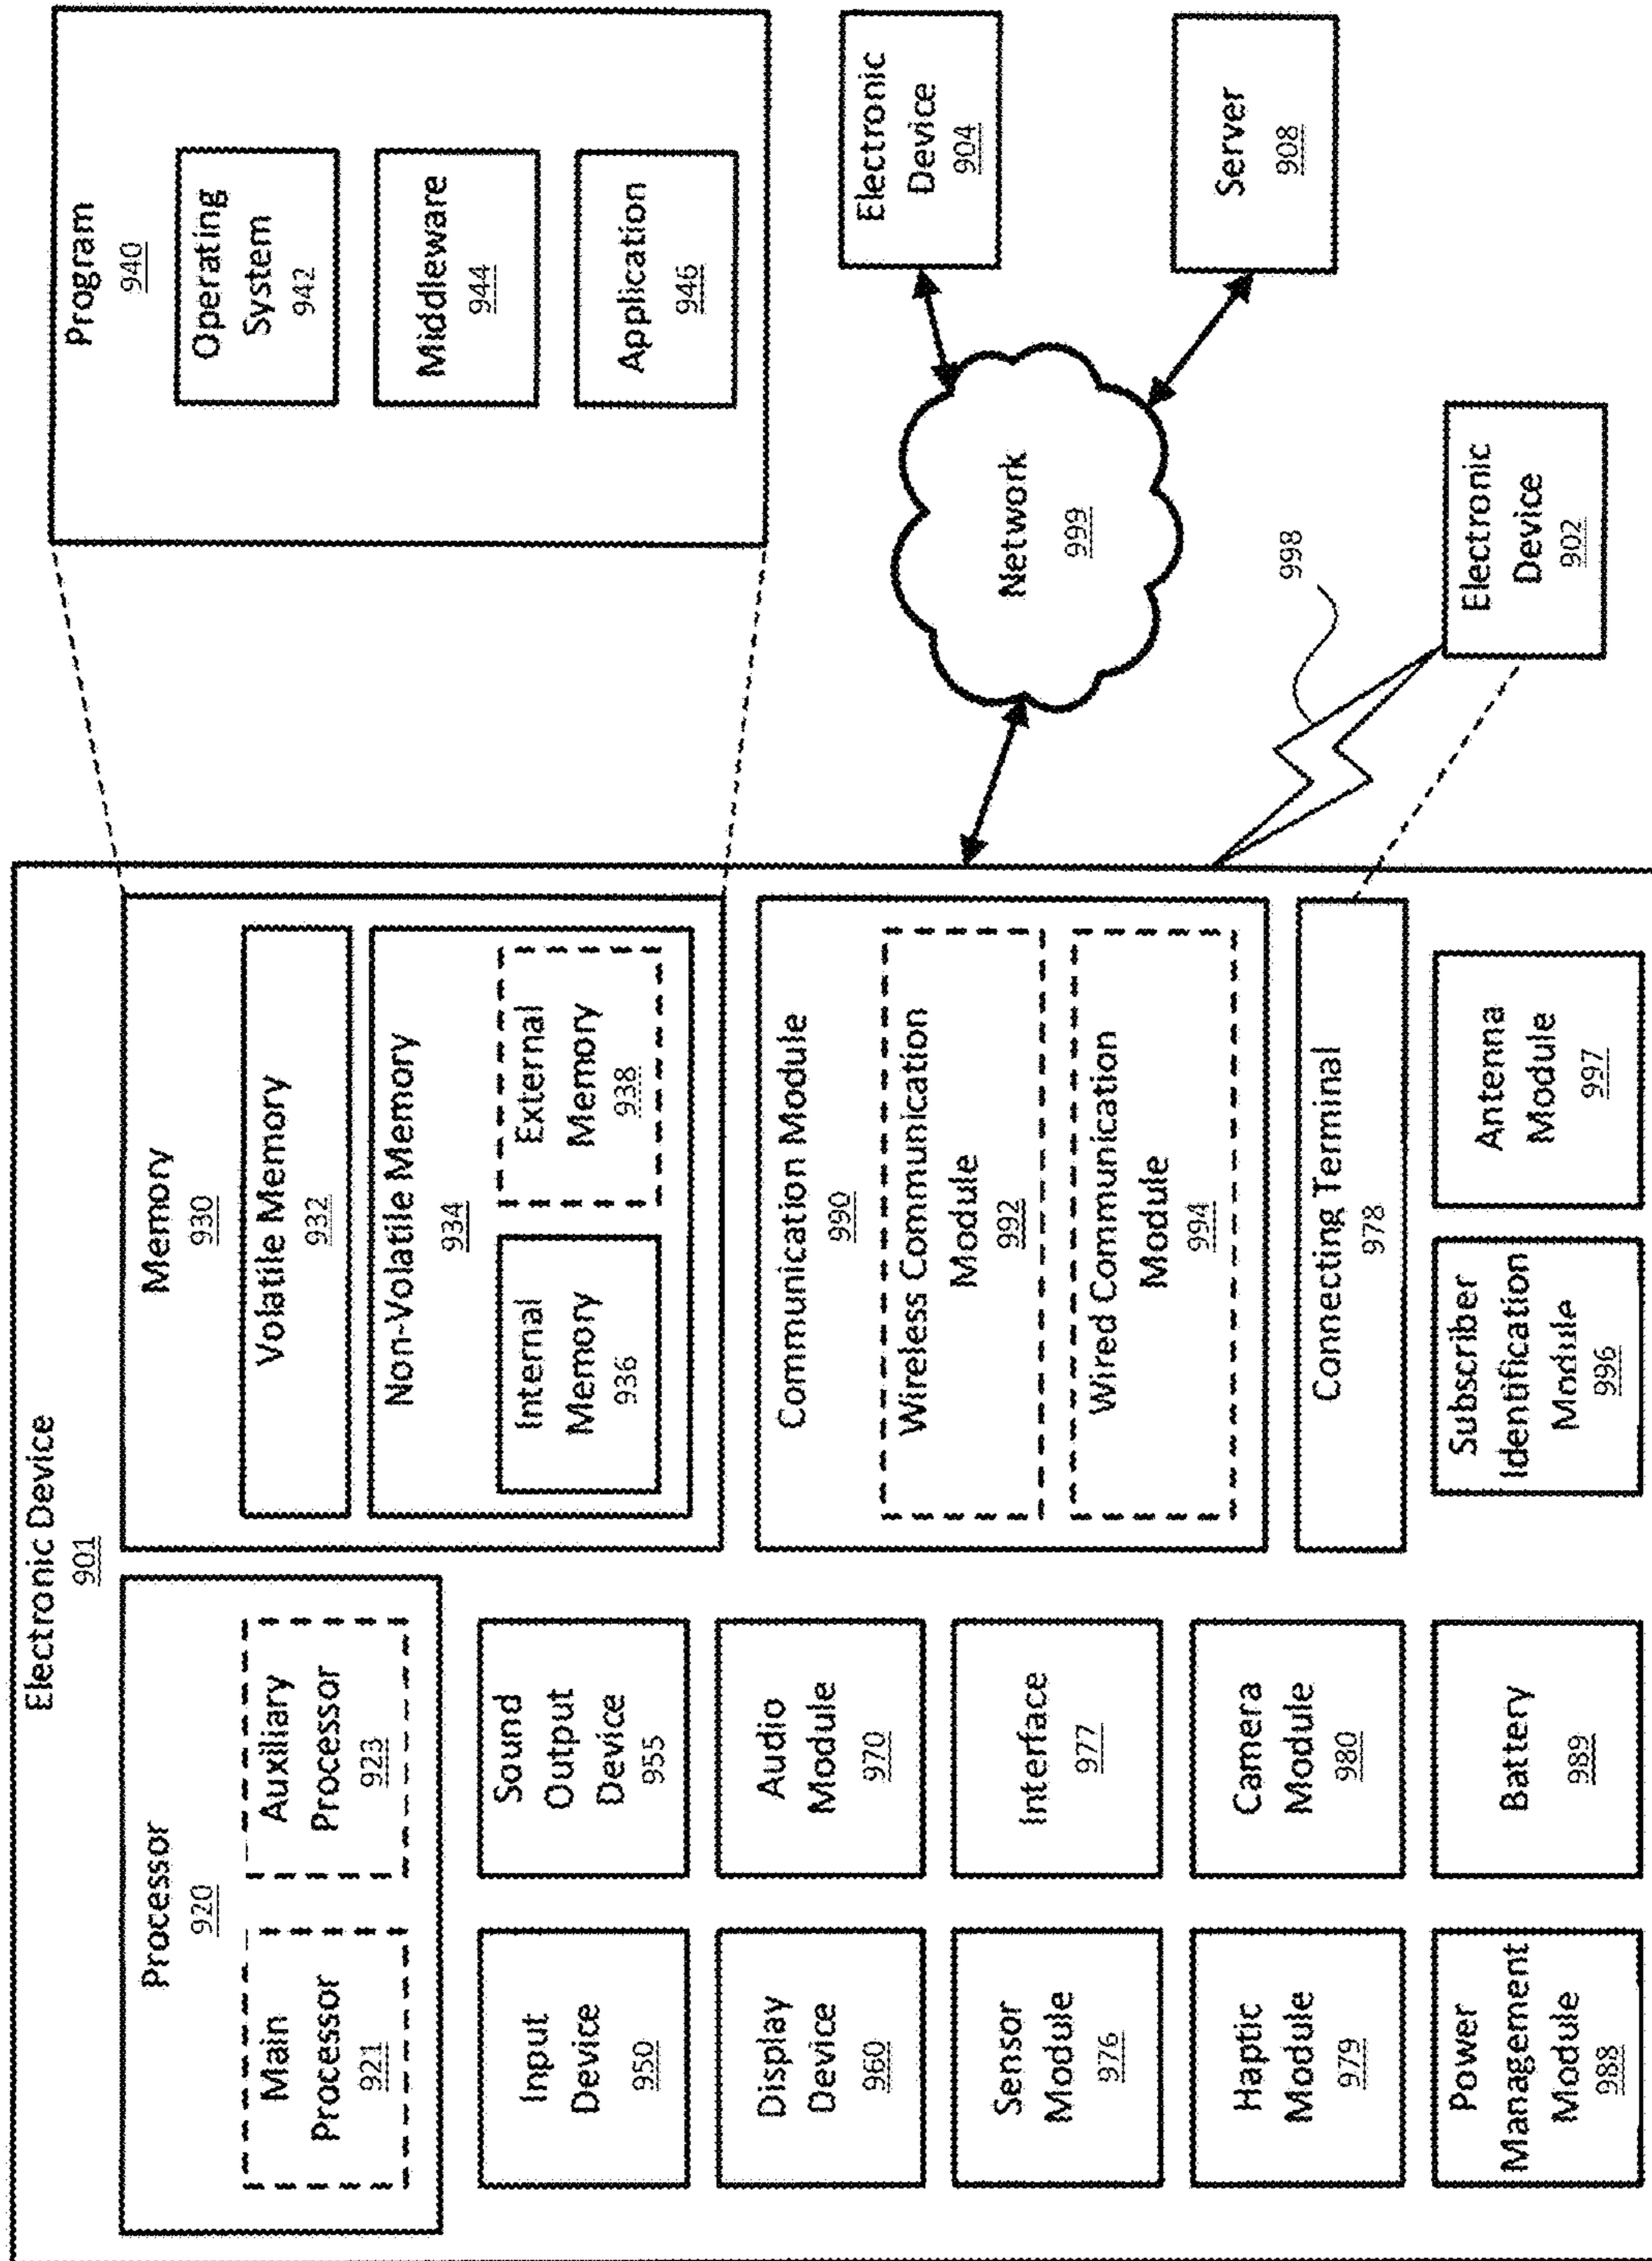 Electronic Device
901
Processor
920
Main
Processor
921
Auxiliary
Processor
923
Input
Device
950
Sound
Output
Device
955
Display
Device
960
Audio
Module
970
Sensor
Module
976
Interface
977
Haptic
Module
979
Camera
Module
980
Power
Management
Module
988
Battery
989
Memory
930
Volatile Memory
932
Non-Volatile Memory
934
Internal
Memory
936
External
Memory
938
Communication Module
990
Wireless Communication
Module
992
Wired Communication
Module
994
Connecting Terminal
978
Subscriber
Identification
Module
996
Antenna
Module
997
Program
940
Operating
System
942
Middleware
944
Application
946
Network
999
Electronic
Device
904
Server
908
998
Electronic
Device
902